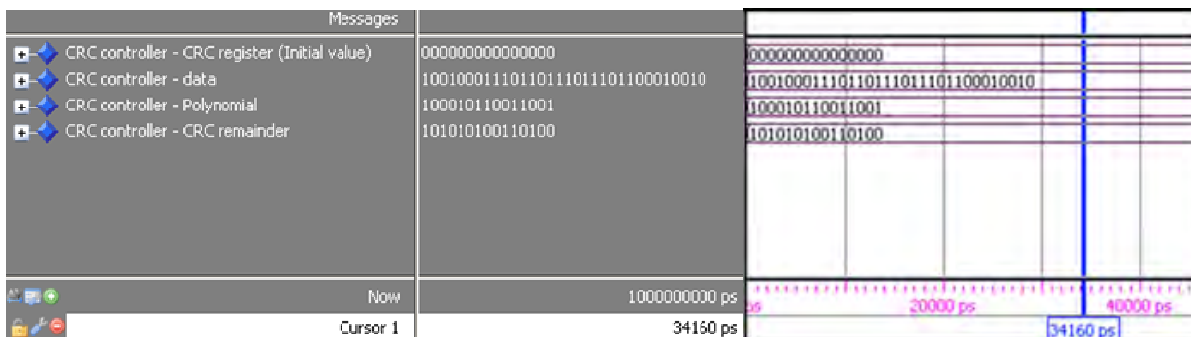 Messages
CRC controller - CRC register (Initial value) 000000000000000 000000000000000
CRC controller - data 10010001110110111011101100010010 10010001110110111011101100010010
CRC controller - Polynomial 100010110011001 100010110011001
CRC controller - CRC remainder 101010100110100 101010100110100
Now 1000000000 ps 20000 ps 40000 ps
Cursor 1 34160 ps 34160 ps